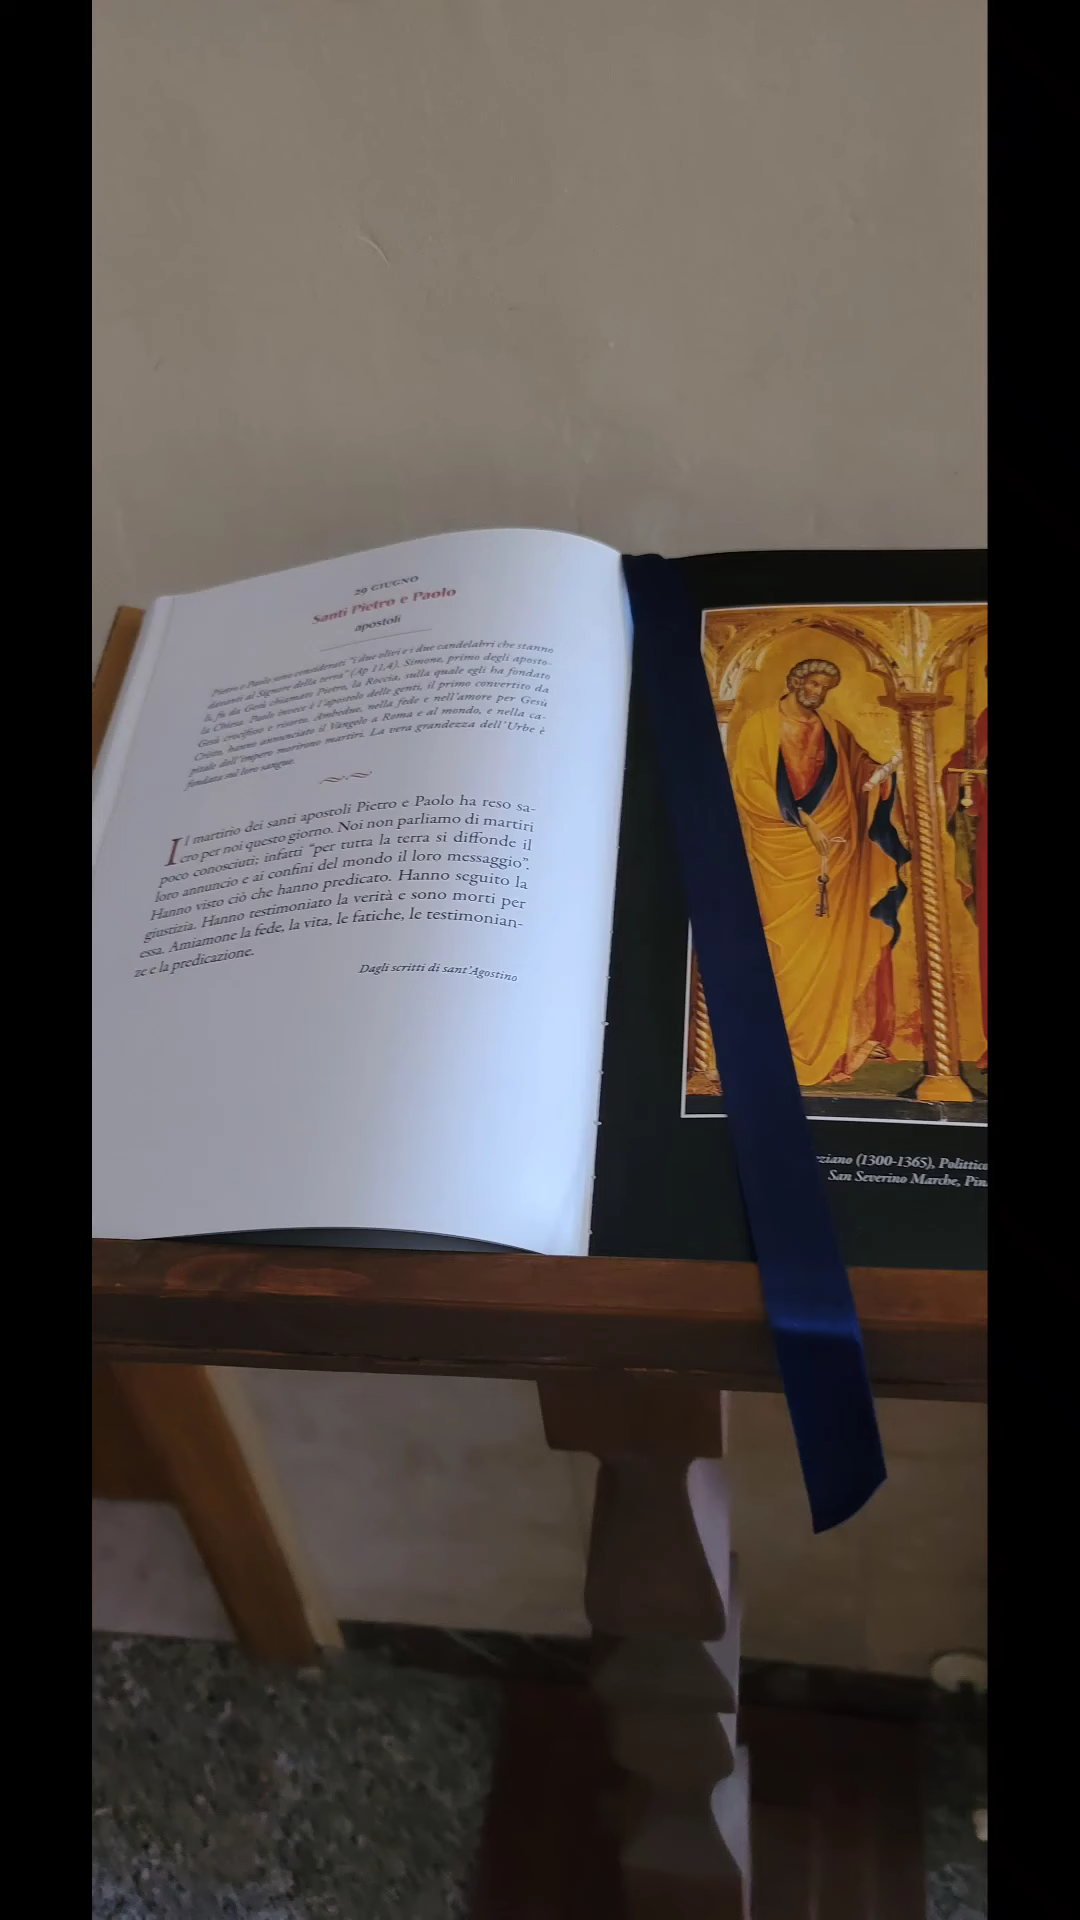 29 GIUGNO
Santi Pietro e Paolo
apostoli
Pietro e Paolo sono considerati "i due olivi e i due candelabri che stanno
davanti al Signore della terra" (Ap 11,4). Simone, primo degli aposto-
li, fu da Gesù chiamato Pietro, la Roccia, sulla quale egli ha fondato
la Chiesa. Paolo invece è l'apostolo delle genti, il primo convertito da
Gesù crocifisso e risorto. Ambedue, nella fede e nell'amore per Gesù
Cristo, hanno annunciato il Vangelo a Roma e al mondo, e nella ca-
pitale dell'impero morirono martiri. La vera grandezza dell'Urbe è
fondata sul loro sangue.
Il martirio dei santi apostoli Pietro e Paolo ha reso sa-
cro per noi questo giorno. Noi non parliamo di martiri
poco conosciuti; infatti "per tutta la terra si diffonde il
loro annuncio e ai confini del mondo il loro messaggio".
Hanno visto ciò che hanno predicato. Hanno seguito la
giustizia. Hanno testimoniato la verità e sono morti per
essa. Amiamone la fede, la vita, le fatiche, le testimonian-
ze e la predicazione.
Dagli scritti di sant'Agostino
ziano (1300-1365), Polittico
San Severino Marche, Pin